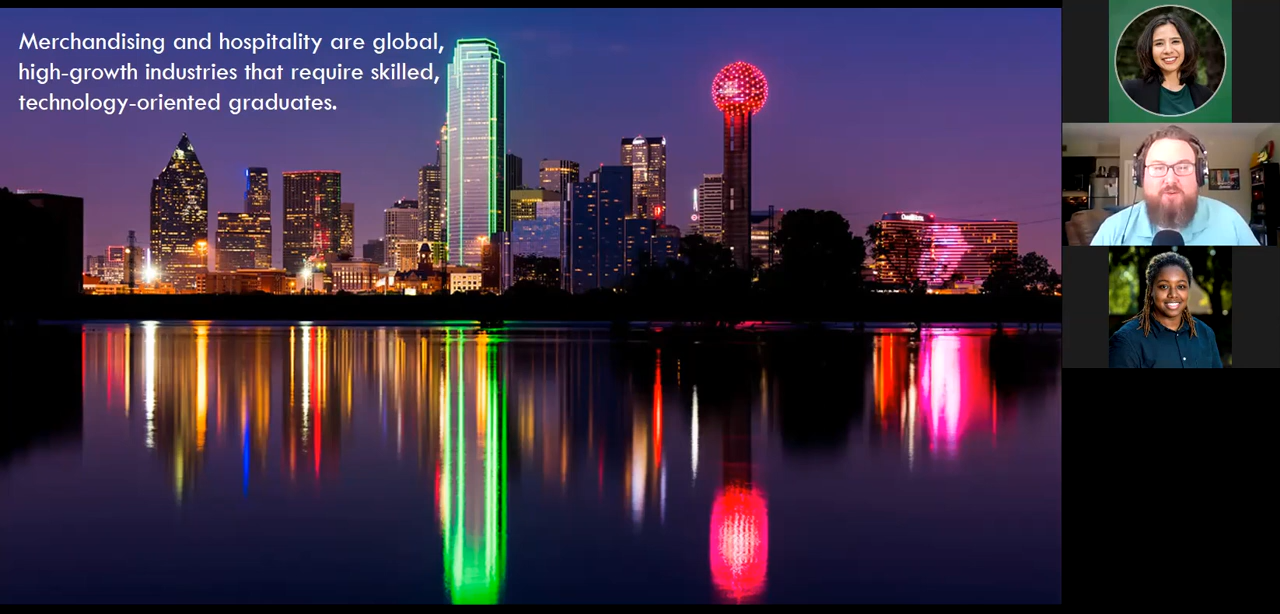 Merchandising and hospitality are global,
high-growth industries that require skilled,
technology-oriented graduates.